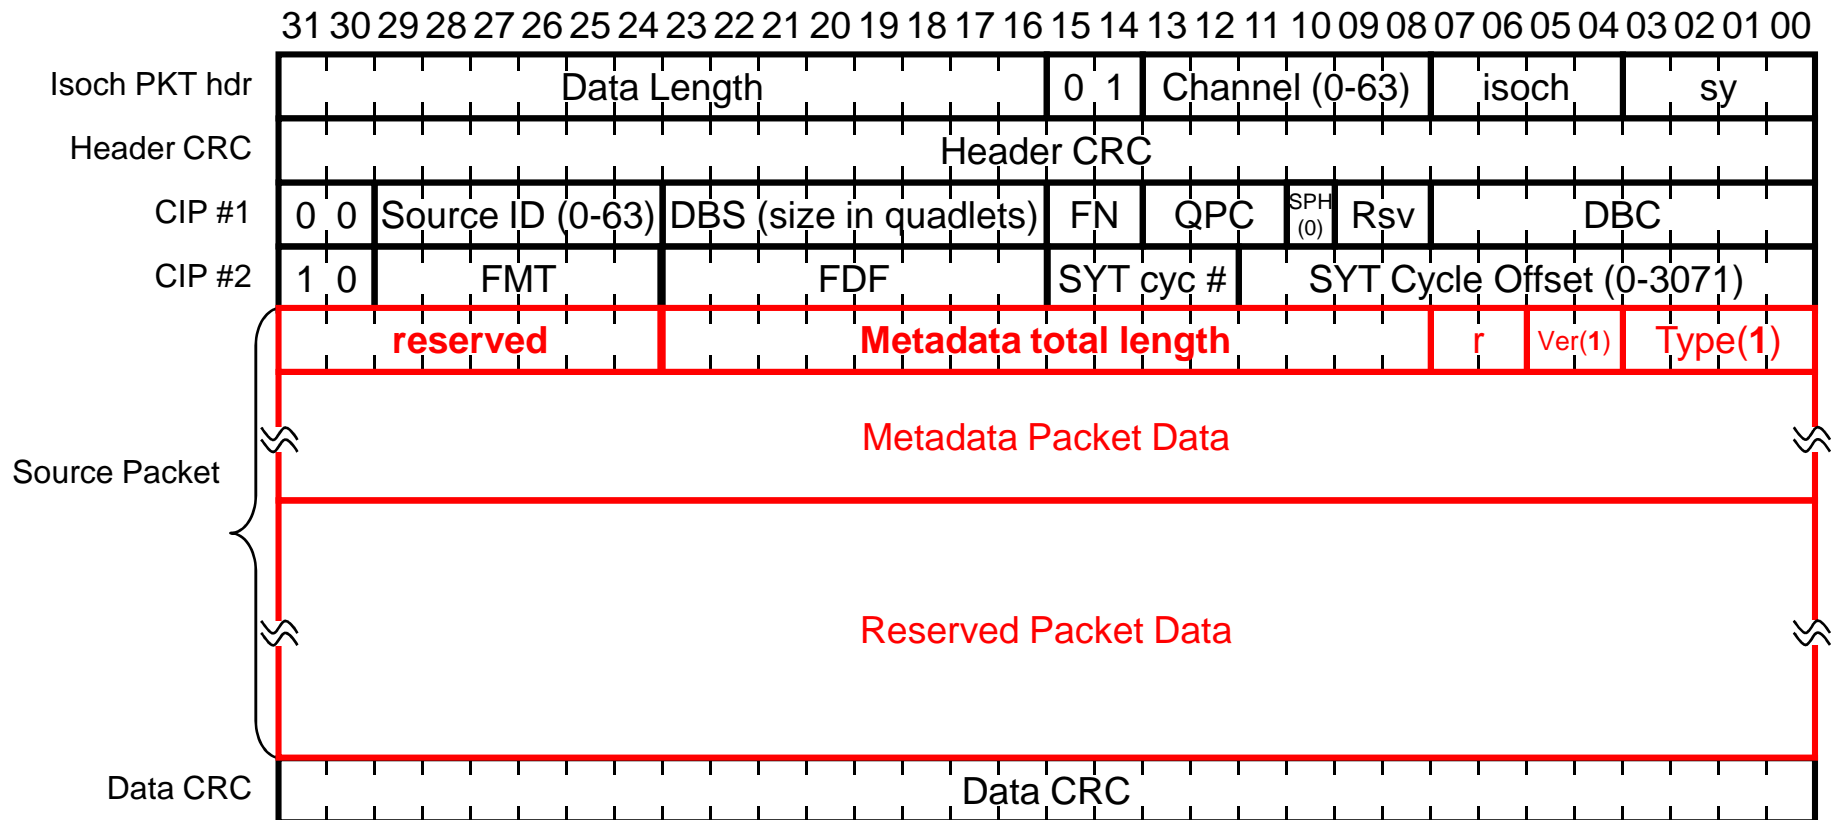 31 30 29 28 27 26 25 24 23 22 21 20 19 18 17 16 15 14 13 12 11 10 09 08 07 06 05 04 03 02 01 00
Isoch PKT hdr Data Length 0 1 Channel (0-63) isoch sy
Header CRC Header CRC
CIP #1 0 0 Source ID (0-63) DBS (size in quadlets) FN QPC SPH (0) Rsv DBC
CIP #2 1 0 FMT FDF SYT cyc # SYT Cycle Offset (0-3071)
reserved Metadata total length r Ver(1) Type(1)
Metadata Packet Data
Source Packet
Reserved Packet Data
Data CRC Data CRC